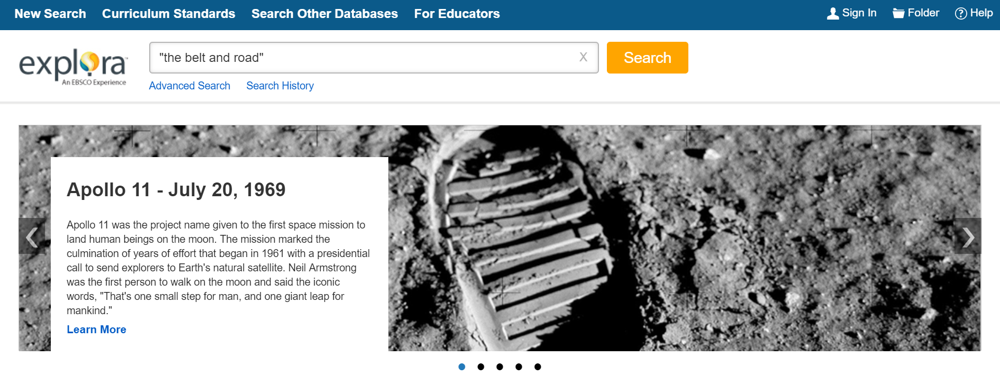 New Search Curriculum Standards Search Other Databases For Educators Sign In Folder Help
explora™
An EBSCO Experience
"the belt and road" X Search
Advanced Search Search History
Apollo 11 - July 20, 1969
Apollo 11 was the project name given to the first space mission to
land human beings on the moon. The mission marked the
culmination of years of effort that began in 1961 with a presidential
call to send explorers to Earth's natural satellite. Neil Armstrong
was the first person to walk on the moon and said the iconic
words, "That's one small step for man, and one giant leap for
mankind."
Learn More